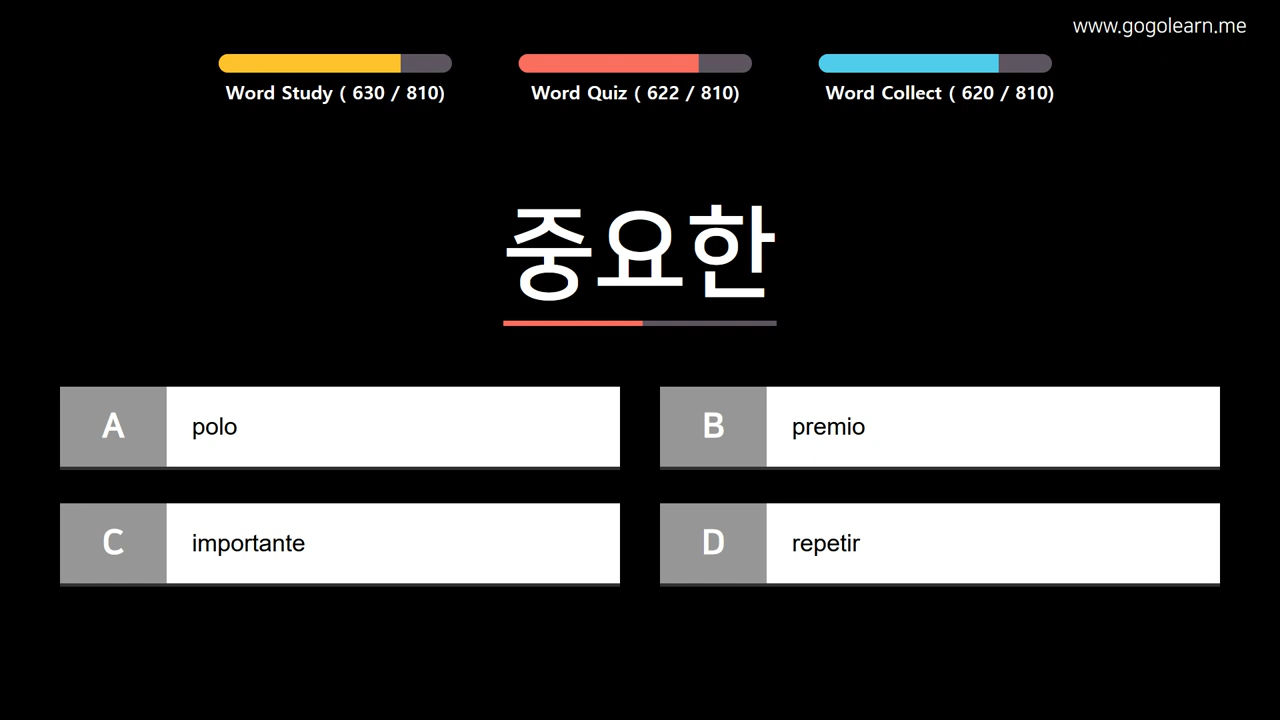 www.gogolearn.me
Word Study ( 630 / 810)
Word Quiz ( 622 / 810)
Word Collect ( 620 / 810)
중요한
A polo
B premio
C importante
D repetir